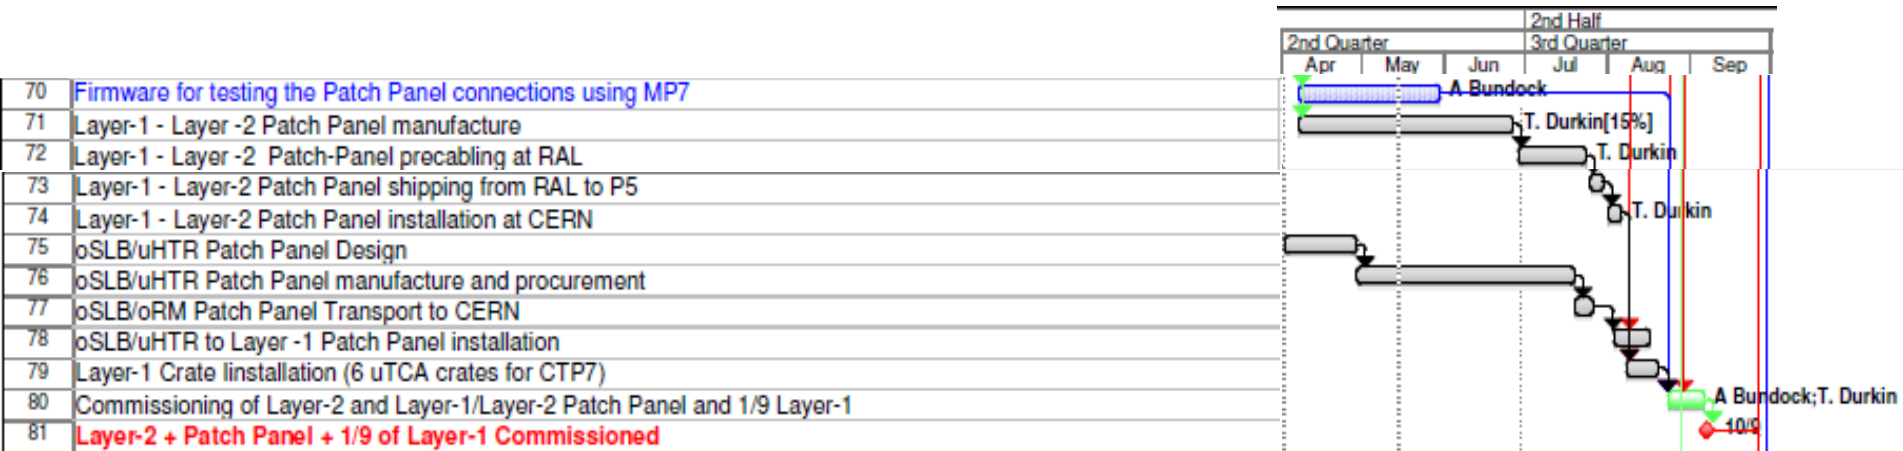 2nd Half
2nd Quarter 3rd Quarter
Apr May Jun Jul Aug Sep
70 Firmware for testing the Patch Panel connections using MP7 A Bundock
71 Layer-1 - Layer -2 Patch Panel manufacture T. Durkin[15%]
72 Layer-1 - Layer -2 Patch-Panel precabling at RAL T. Durkin
73 Layer-1 - Layer-2 Patch Panel shipping from RAL to P5
74 Layer-1 - Layer-2 Patch Panel installation at CERN T. Durkin
75 oSLB/uHTR Patch Panel Design
76 oSLB/uHTR Patch Panel manufacture and procurement
77 oSLB/oRM Patch Panel Transport to CERN
78 oSLB/uHTR to Layer -1 Patch Panel installation
79 Layer-1 Crate Iinstallation (6 uTCA crates for CTP7)
80 Commissioning of Layer-2 and Layer-1/Layer-2 Patch Panel and 1/9 Layer-1 A Bundock;T. Durkin
81 Layer-2 + Patch Panel + 1/9 of Layer-1 Commissioned 10/9